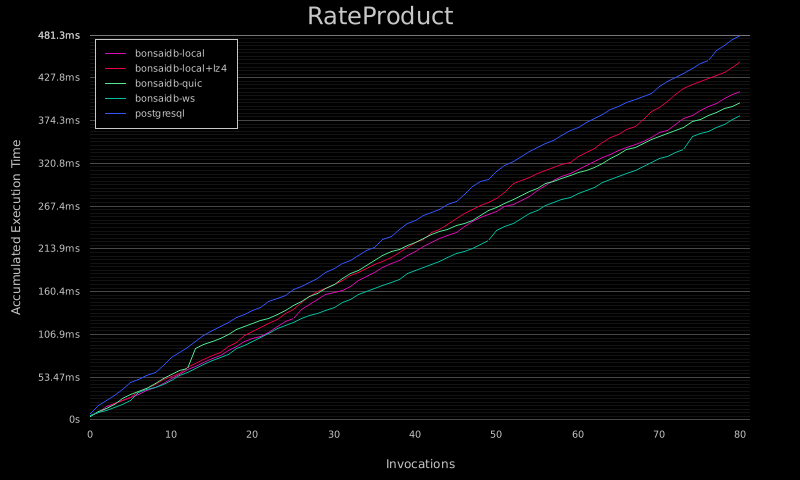 RateProduct
481.3ms
bonsaidb-local
bonsaidb-local+lz4
bonsaidb-quic
bonsaidb-ws
postgresql
427.8ms
374.3ms
320.8ms
267.4ms
213.9ms
160.4ms
106.9ms
53.47ms
0s
Accumulated Execution Time
0 10 20 30 40 50 60 70 80
Invocations